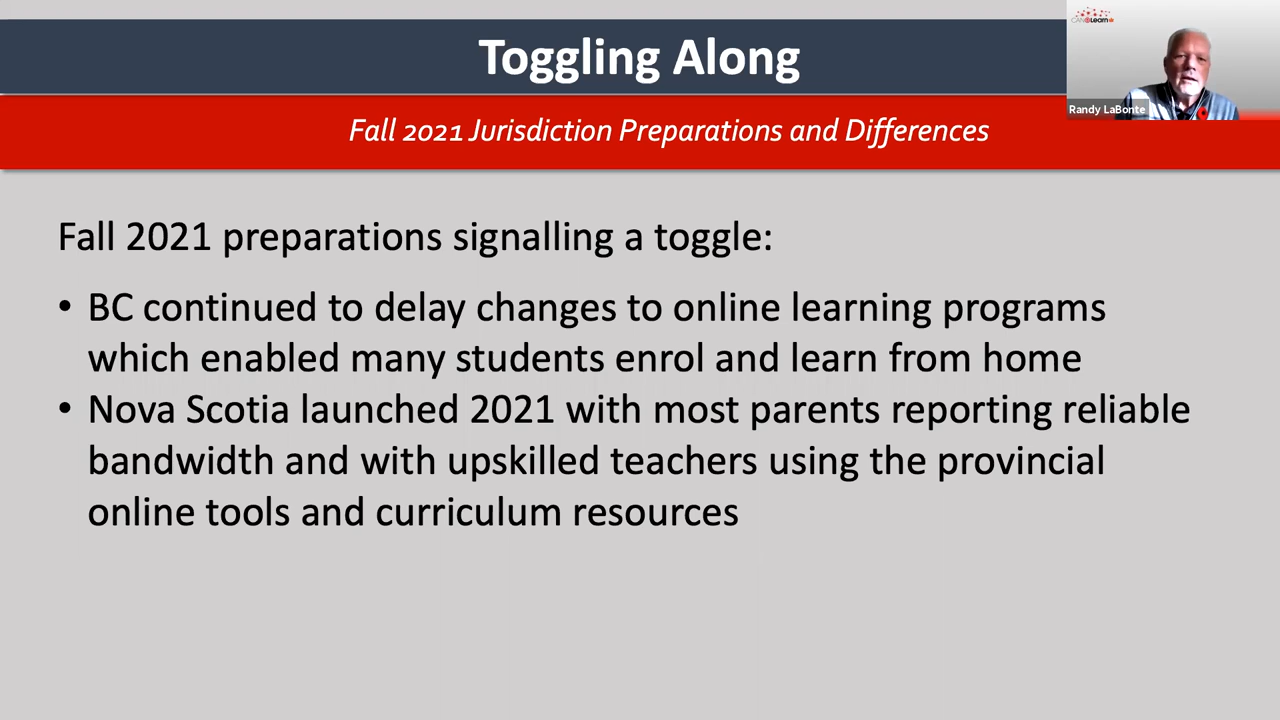 Toggling Along
CANeLearn
Randy LaBonte
Fall 2021 Jurisdiction Preparations and Differences
Fall 2021 preparations signalling a toggle:
• BC continued to delay changes to online learning programs
which enabled many students enrol and learn from home
• Nova Scotia launched 2021 with most parents reporting reliable
bandwidth and with upskilled teachers using the provincial
online tools and curriculum resources